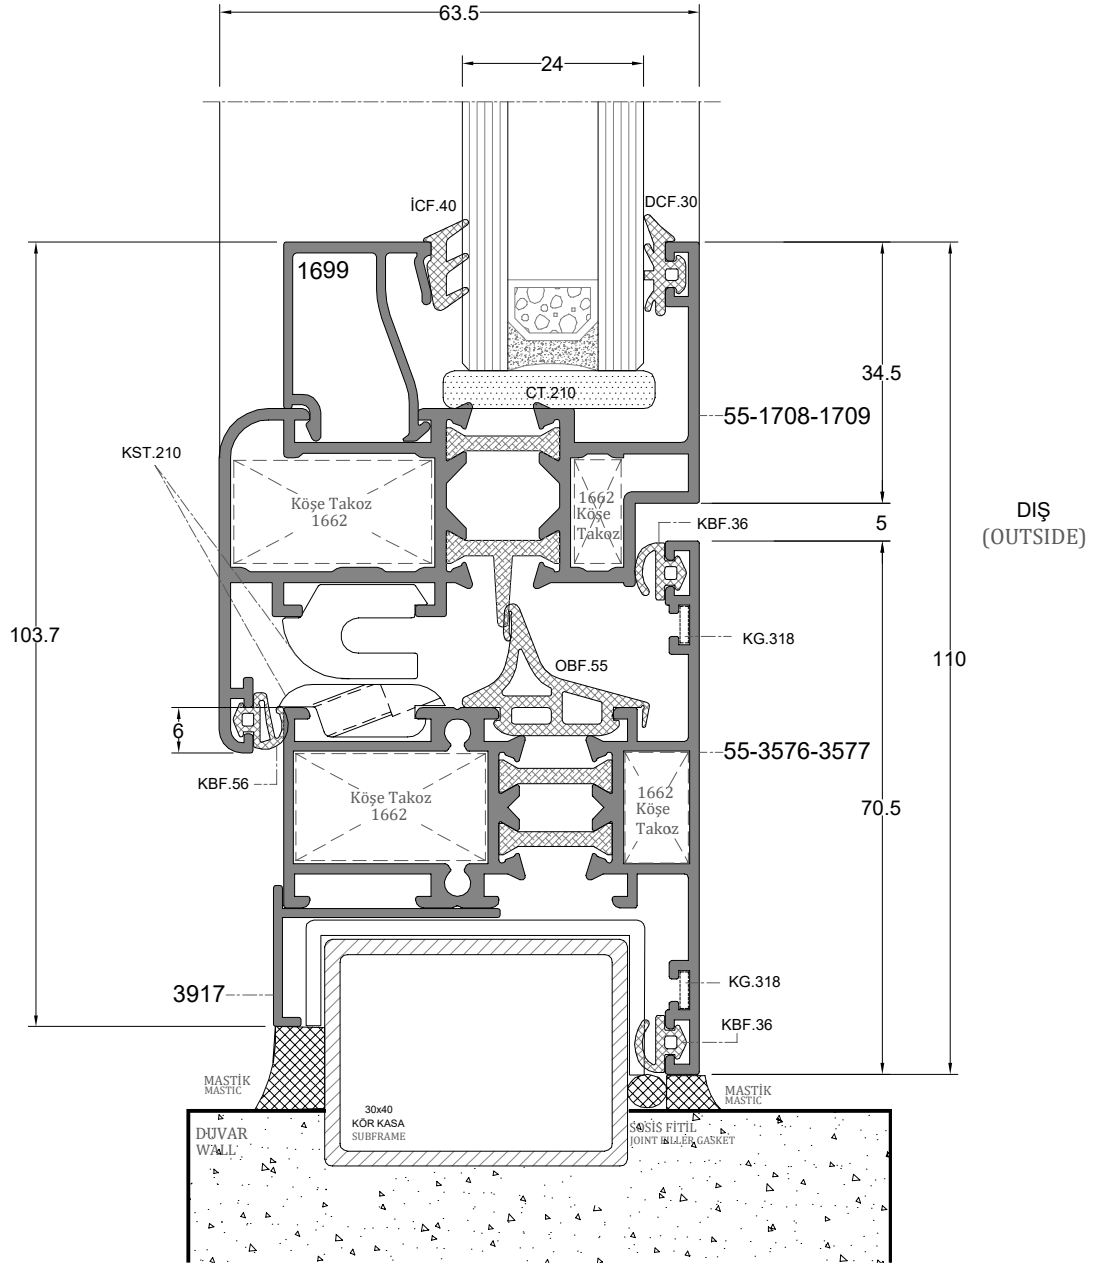 63.5
24
İCF.40
DCF.30
1699
34.5
CT.210
55-1708-1709
KST.210
Köşe Takoz
1662
1662
Köşe
Takoz
KBF.36
5
DIŞ
(OUTSIDE)
103.7
KG.318
110
OBF.55
6
55-3576-3577
KBF.56
Köşe Takoz
1662
1662
Köşe
Takoz
70.5
3917
KG.318
KBF.36
MASTİK
MASTIC
MASTİK
MASTIC
30x40
KÖR KASA
SUBFRAME
DUVAR
WALL
SOSİS FİTİL
JOINT FILLER GASKET